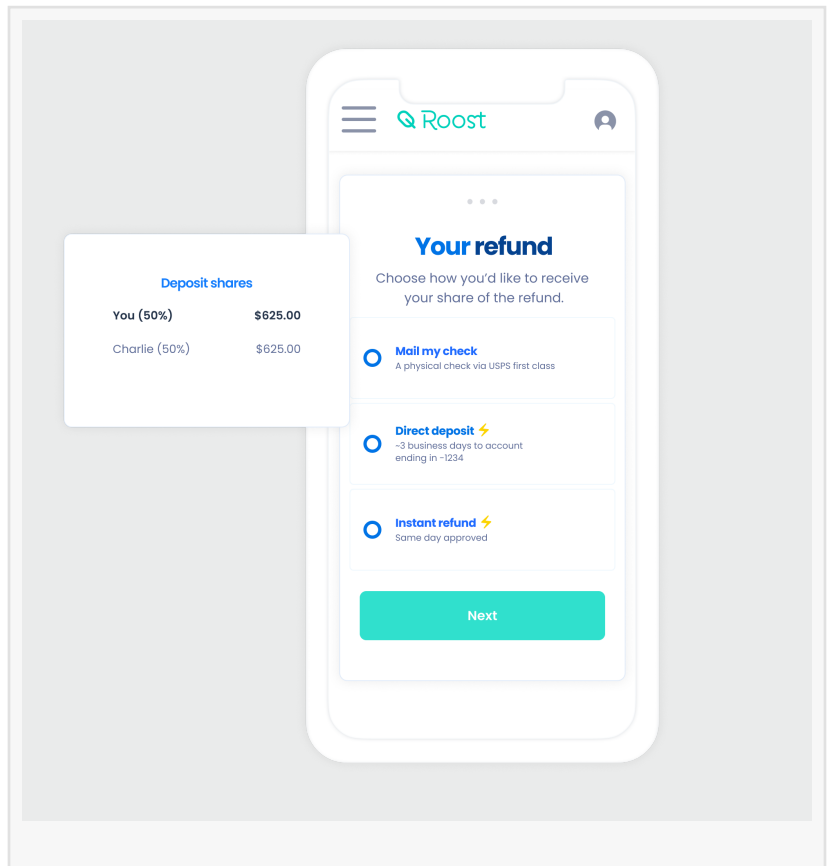 Roost
Your refund
Choose how you'd like to receive
your share of the refund.
Deposit shares
You (50%) $625.00
Charlie (50%) $625.00
Mail my check
A physical check via USPS first class
Direct deposit ⚡
~3 business days to account
ending in ~1234
Instant refund ⚡
Same day approved
Next